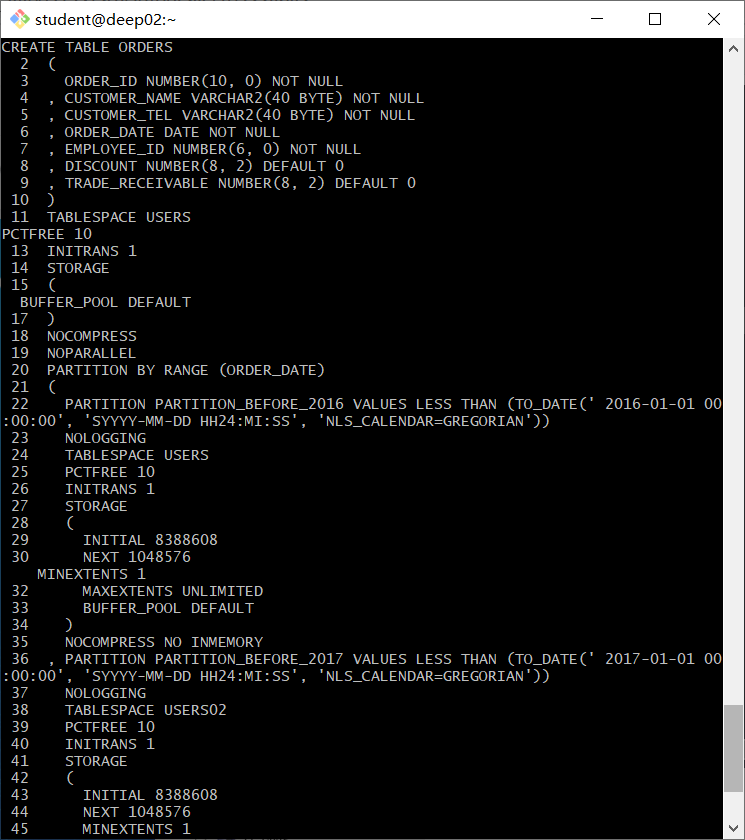 student@deep02:~
CREATE TABLE ORDERS
  2  (
  3    ORDER_ID NUMBER(10, 0) NOT NULL
  4  , CUSTOMER_NAME VARCHAR2(40 BYTE) NOT NULL
  5  , CUSTOMER_TEL VARCHAR2(40 BYTE) NOT NULL
  6  , ORDER_DATE DATE NOT NULL
  7  , EMPLOYEE_ID NUMBER(6, 0) NOT NULL
  8  , DISCOUNT NUMBER(8, 2) DEFAULT 0
  9  , TRADE_RECEIVABLE NUMBER(8, 2) DEFAULT 0
 10  )
 11  TABLESPACE USERS
PCTFREE 10
 13  INITRANS 1
 14  STORAGE
 15  (
  BUFFER_POOL DEFAULT
 17  )
 18  NOCOMPRESS
 19  NOPARALLEL
 20  PARTITION BY RANGE (ORDER_DATE)
 21  (
 22    PARTITION PARTITION_BEFORE_2016 VALUES LESS THAN (TO_DATE(' 2016-01-01 00
:00:00', 'SYYYY-MM-DD HH24:MI:SS', 'NLS_CALENDAR=GREGORIAN'))
 23    NOLOGGING
 24    TABLESPACE USERS
 25    PCTFREE 10
 26    INITRANS 1
 27    STORAGE
 28    (
 29      INITIAL 8388608
 30      NEXT 1048576
    MINEXTENTS 1
 32      MAXEXTENTS UNLIMITED
 33      BUFFER_POOL DEFAULT
 34    )
 35    NOCOMPRESS NO INMEMORY
 36  , PARTITION PARTITION_BEFORE_2017 VALUES LESS THAN (TO_DATE(' 2017-01-01 00
:00:00', 'SYYYY-MM-DD HH24:MI:SS', 'NLS_CALENDAR=GREGORIAN'))
 37    NOLOGGING
 38    TABLESPACE USERS02
 39    PCTFREE 10
 40    INITRANS 1
 41    STORAGE
 42    (
 43      INITIAL 8388608
 44      NEXT 1048576
 45      MINEXTENTS 1